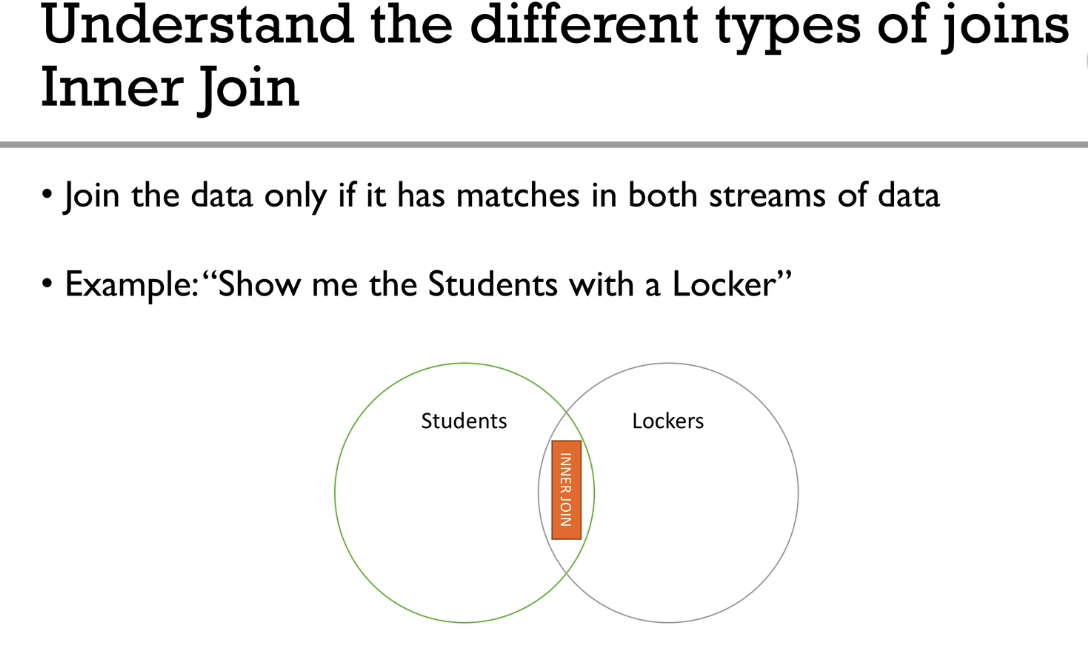 Understand the different types of joins
Inner Join
• Join the data only if it has matches in both streams of data
• Example: “Show me the Students with a Locker”
Students
Lockers
INNER JOIN